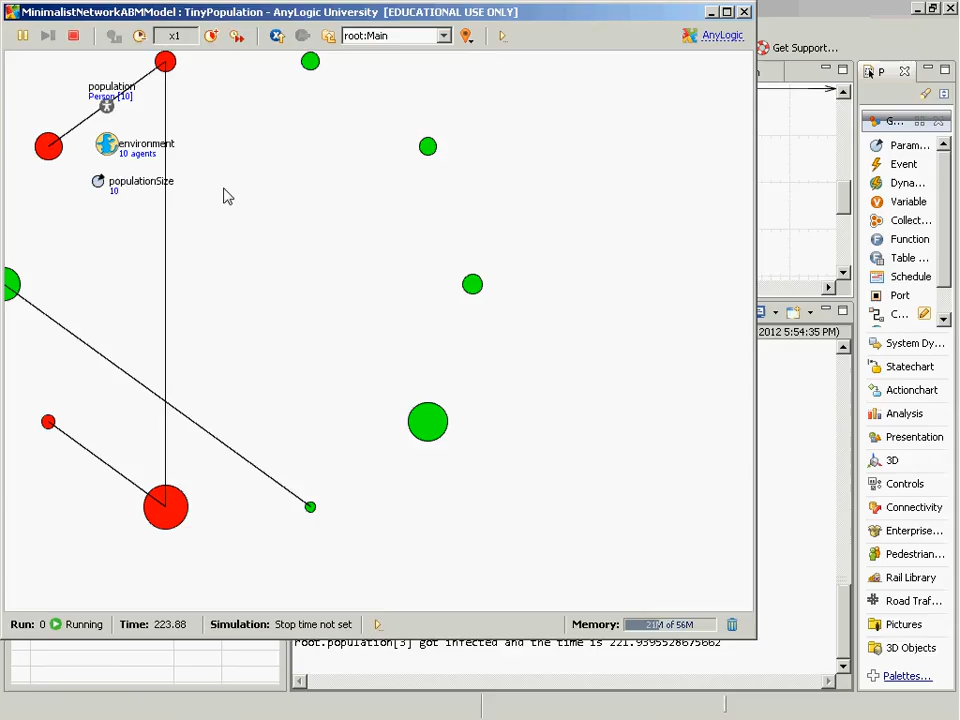 MinimalistNetworkABMModel : TinyPopulation - AnyLogic University [EDUCATIONAL USE ONLY]
x1
root:Main
AnyLogic
Get Support...
population
Person [10]
environment
10 agents
populationSize
10
P
G...
Param...
Event
Dyna...
Variable
Collect...
Function
Table ...
Schedule
Port
C...
System Dy...
Statechart
Actionchart
Analysis
Presentation
3D
Controls
Connectivity
Enterprise...
Pedestrian...
Rail Library
Road Traf...
Pictures
3D Objects
Palettes...
2012 5:54:35 PM)
Run: 0 Running Time: 223.88 Simulation: Stop time not set Memory: 21M of 56M
root.population[3] got infected and the time is 221.9395528675662